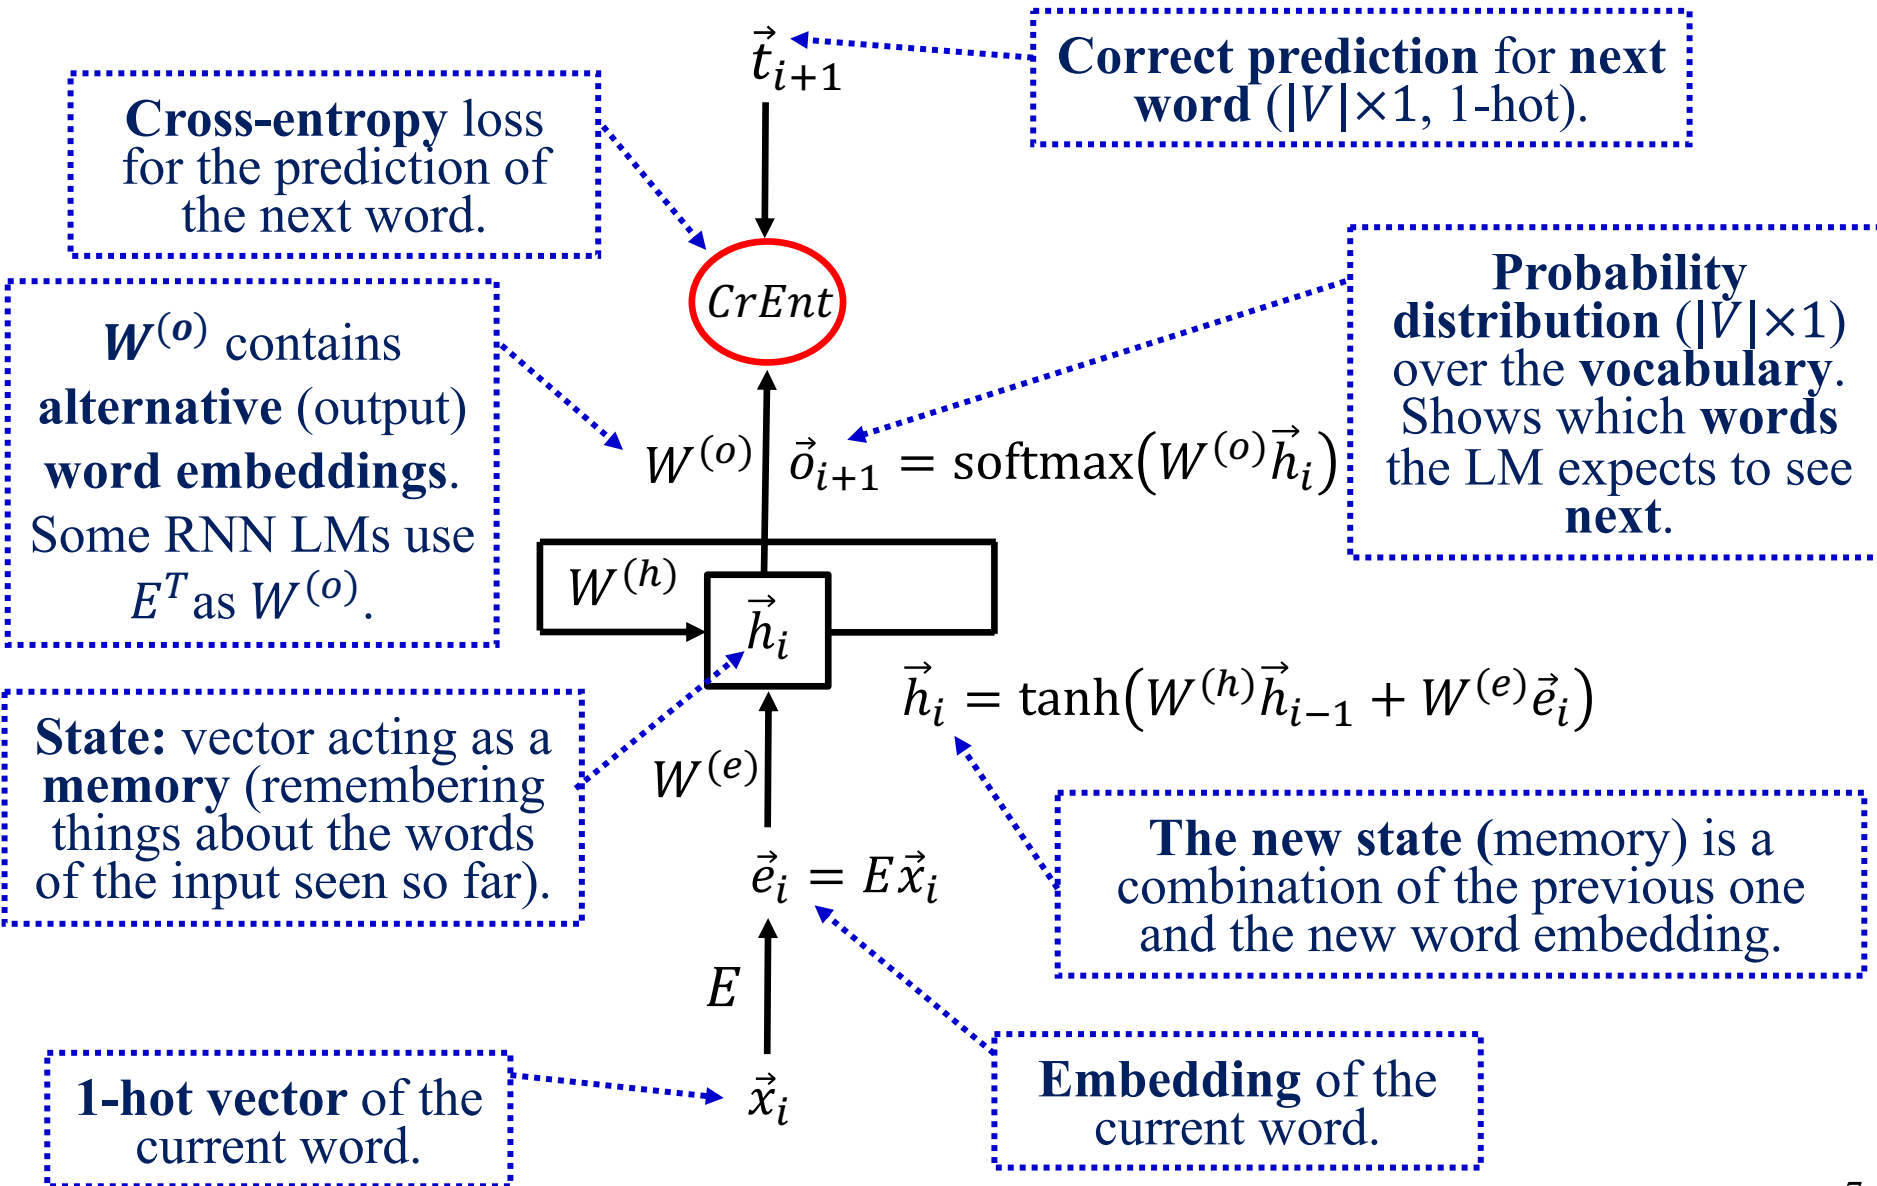 t⃗ᵢ₊₁
Correct prediction for next
word (|V|×1, 1-hot).
Cross-entropy loss
for the prediction of
the next word.
CrEnt
Probability
distribution (|V|×1)
over the vocabulary.
Shows which words
the LM expects to see
next.
W⁽ᵒ⁾ contains
alternative (output)
word embeddings.
Some RNN LMs use
Eᵀ as W⁽ᵒ⁾.
W⁽ᵒ⁾ o⃗ᵢ₊₁ = softmax(W⁽ᵒ⁾h⃗ᵢ)
W⁽ʰ⁾
h⃗ᵢ
h⃗ᵢ = tanh(W⁽ʰ⁾h⃗ᵢ₋₁ + W⁽ᵉ⁾e⃗ᵢ)
State: vector acting as a
memory (remembering
things about the words
of the input seen so far).
W⁽ᵉ⁾
The new state (memory) is a
combination of the previous one
and the new word embedding.
e⃗ᵢ = Ex⃗ᵢ
E
Embedding of the
current word.
1-hot vector of the
current word.
x⃗ᵢ